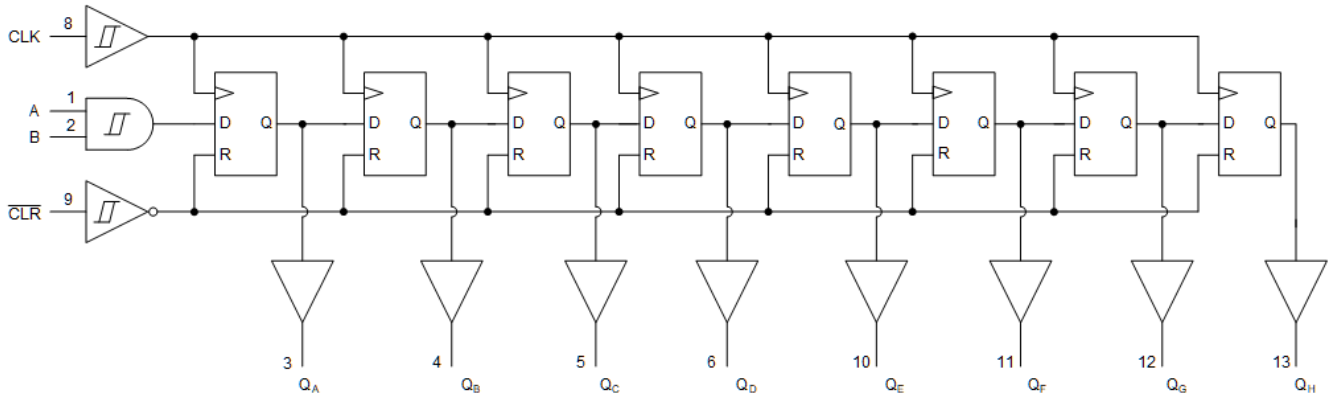 8
CLK
1
A
2
B
D Q D Q D Q D Q D Q D Q D Q D Q
R R R R R R R R
9
CLR
3 4 5 6 10 11 12 13
QA QB QC QD QE QF QG QH